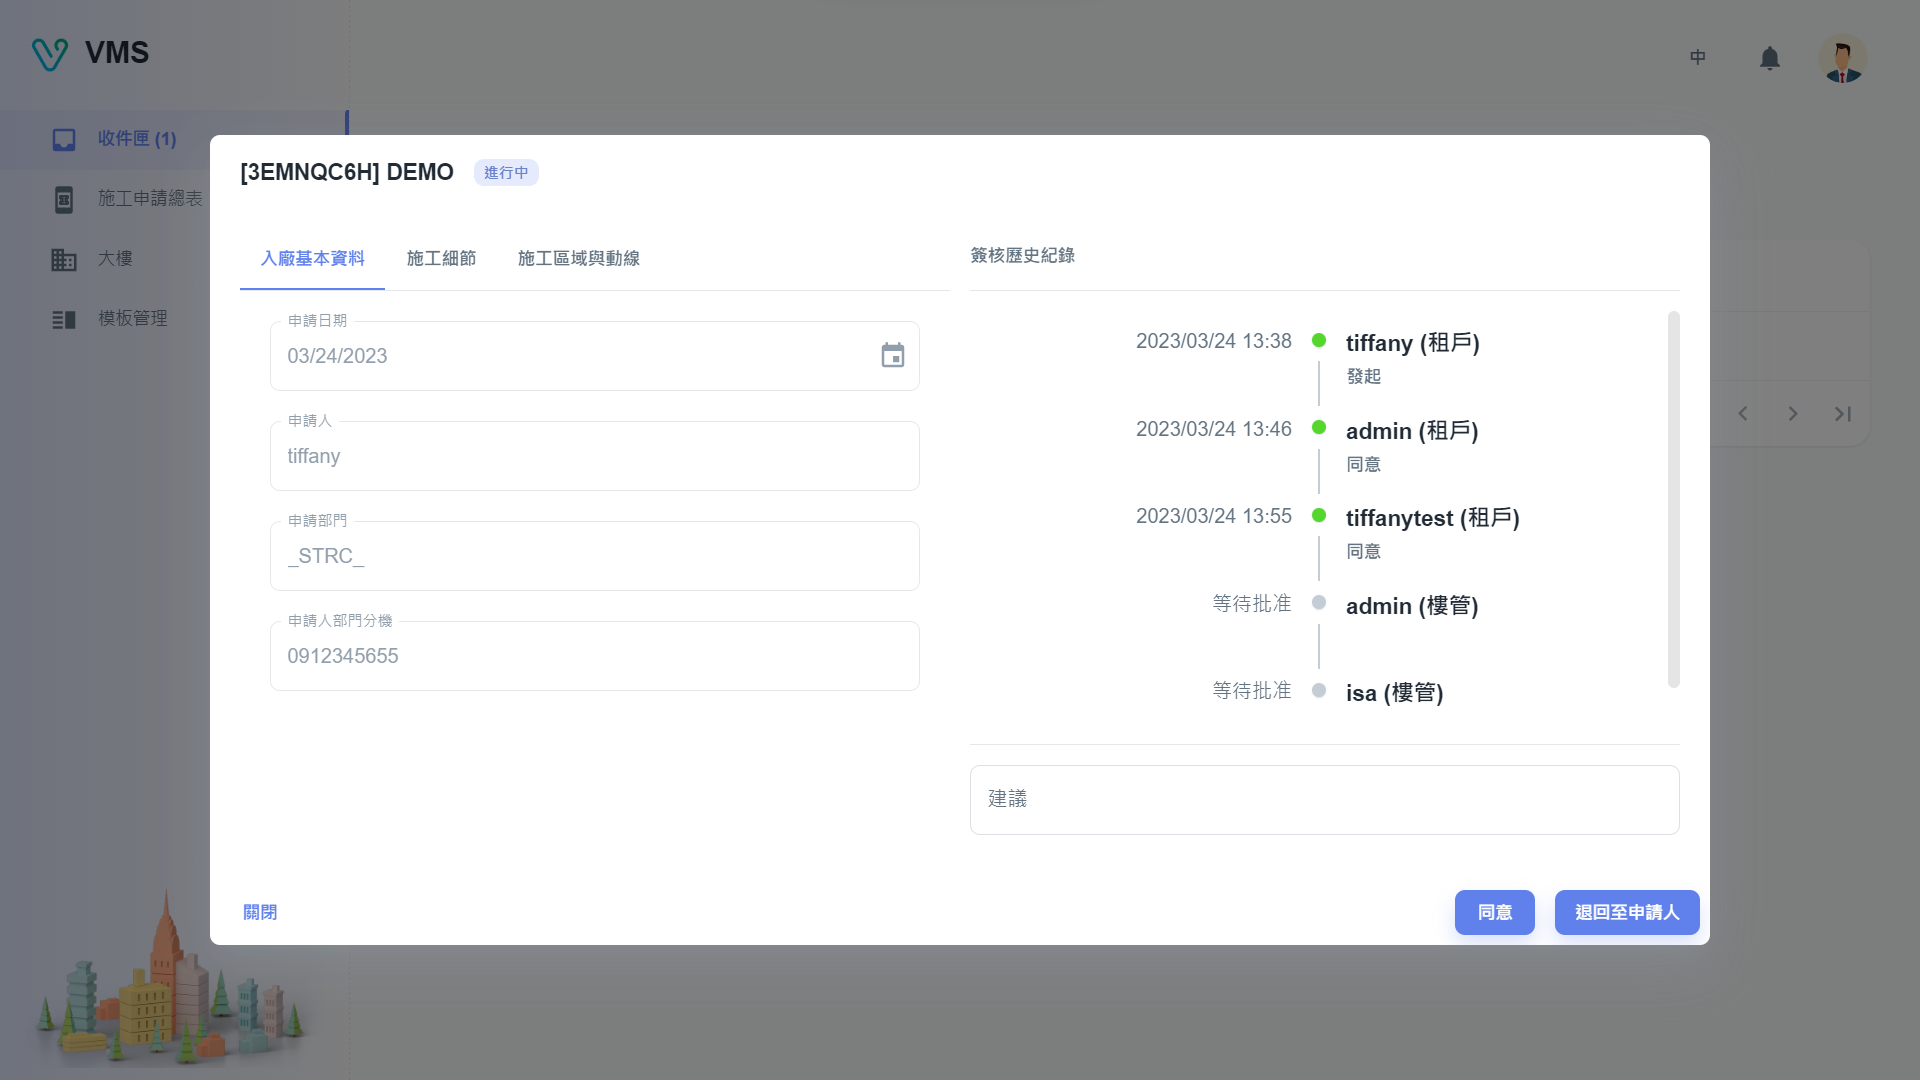 VMS
中
收件匣 (1)
施工申請總表
大樓
模板管理
[3EMNQC6H] DEMO
進行中
入廠基本資料
施工細節
施工區域與動線
申請日期
03/24/2023
申請人
tiffany
申請部門
_STRC_
申請人部門分機
0912345655
簽核歷史紀錄
2023/03/24 13:38
tiffany (租戶)
發起
2023/03/24 13:46
admin (租戶)
同意
2023/03/24 13:55
tiffanytest (租戶)
同意
等待批准
admin (樓管)
等待批准
isa (樓管)
建議
關閉
同意
退回至申請人